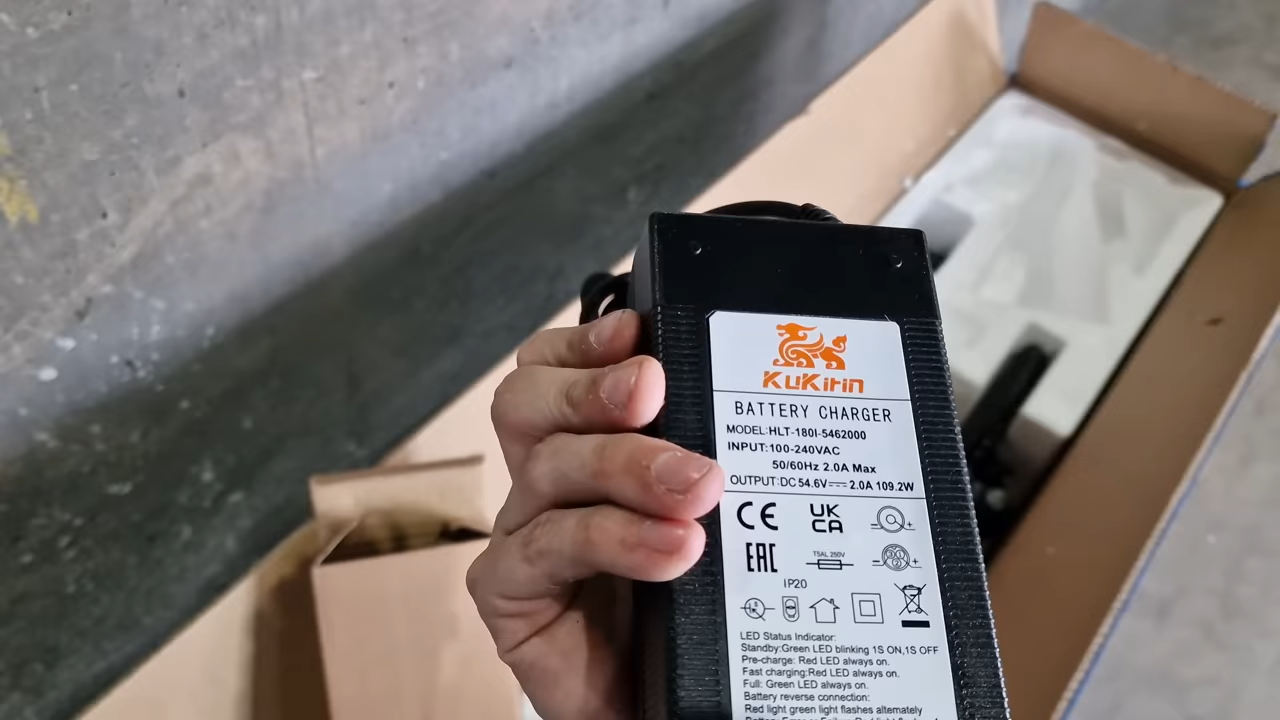 KuKirin
BATTERY CHARGER
MODEL:HLT-180I-5462000
INPUT:100-240VAC
50/60Hz 2.0A Max
OUTPUT:DC 54.6V⎓2.0A 109.2W
CE
UK
CA
EAC
T5AL 250V
IP20
LED Status Indicator:
Standby:Green LED blinking 1S ON,1S OFF
Pre-charge: Red LED always on.
Fast charging:Red LED always on.
Full: Green LED always on.
Battery reverse connection:
Red light green light flashes alternately